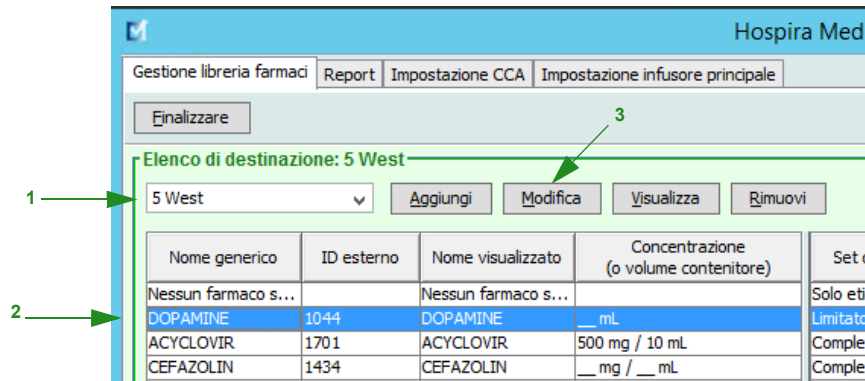 Hospira Med
Gestione libreria farmaci Report Impostazione CCA Impostazione infusore principale
Finalizzare
3
Elenco di destinazione: 5 West
1 5 West Aggiungi Modifica Visualizza Rimuovi
Nome generico ID esterno Nome visualizzato Concentrazione
(o volume contenitore) Set
Nessun farmaco s... Nessun farmaco s... Solo eti
2 DOPAMINE 1044 DOPAMINE __ mL Limitato
ACYCLOVIR 1701 ACYCLOVIR 500 mg / 10 mL Comple
CEFAZOLIN 1434 CEFAZOLIN __ mg / __ mL Comple